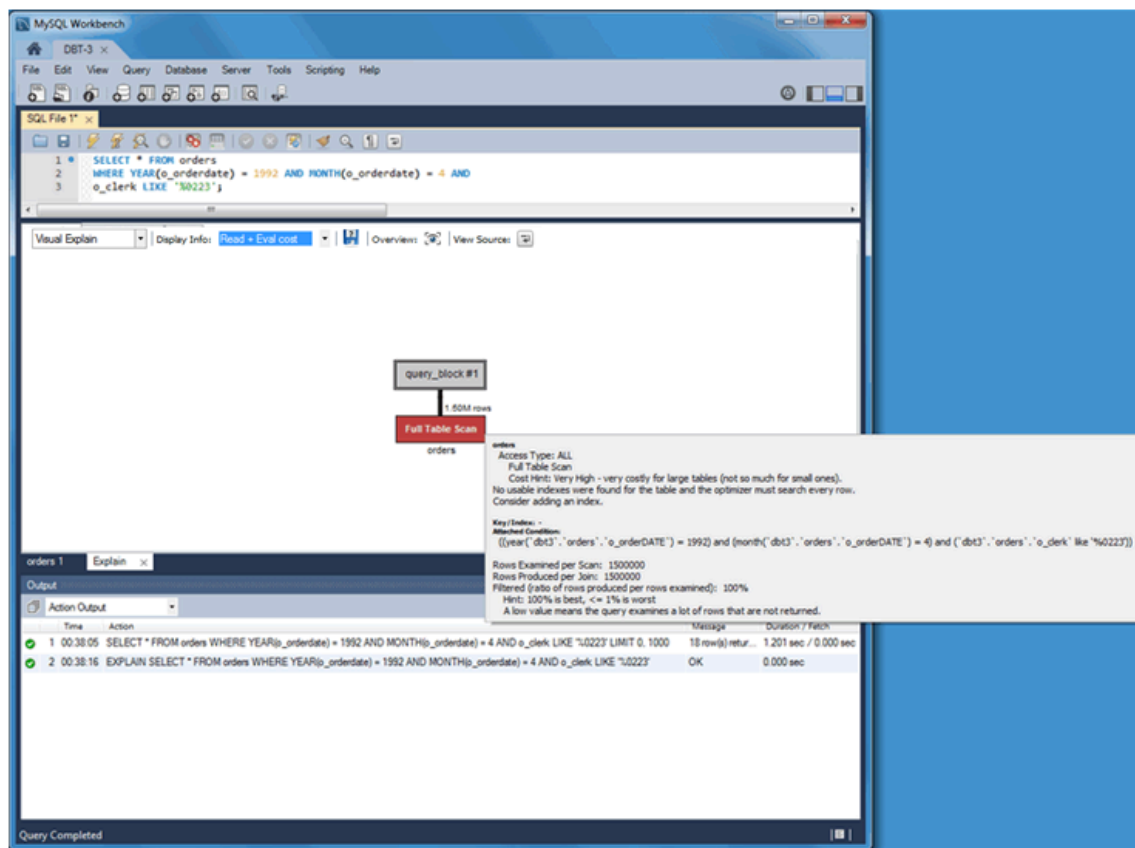 MySQL Workbench
DBT-3
File Edit View Query Database Server Tools Scripting Help
SQL File 1*
1 SELECT * FROM orders
2 WHERE YEAR(o_orderdate) = 1992 AND MONTH(o_orderdate) = 4 AND
3 o_clerk LIKE '%0223';
Visual Explain Display Info: Read + Eval cost Overview: View Source:
query_block #1
1.50M rows
Full Table Scan
orders
orders
Access Type: ALL
Full Table Scan
Cost Hint: Very High - very costly for large tables (not so much for small ones).
No usable indexes were found for the table and the optimizer must search every row.
Consider adding an index.
Key/Index: -
Attached Condition:
((year(`dbt3`.`orders`.`o_orderDATE`) = 1992) and (month(`dbt3`.`orders`.`o_orderDATE`) = 4) and (`dbt3`.`orders`.`o_clerk` like '%0223'))
Rows Examined per Scan: 1500000
Rows Produced per Join: 1500000
Filtered (ratio of rows produced per rows examined): 100%
Hint: 100% is best, <= 1% is worst
A low value means the query examines a lot of rows that are not returned.
orders 1 Explain
Output
Action Output
Time Action Message Duration / Fetch
1 00:38:05 SELECT * FROM orders WHERE YEAR(o_orderdate) = 1992 AND MONTH(o_orderdate) = 4 AND o_clerk LIKE '%0223' LIMIT 0, 1000 18 row(s) retur... 1.201 sec / 0.000 sec
2 00:38:16 EXPLAIN SELECT * FROM orders WHERE YEAR(o_orderdate) = 1992 AND MONTH(o_orderdate) = 4 AND o_clerk LIKE '%0223' OK 0.000 sec
Query Completed